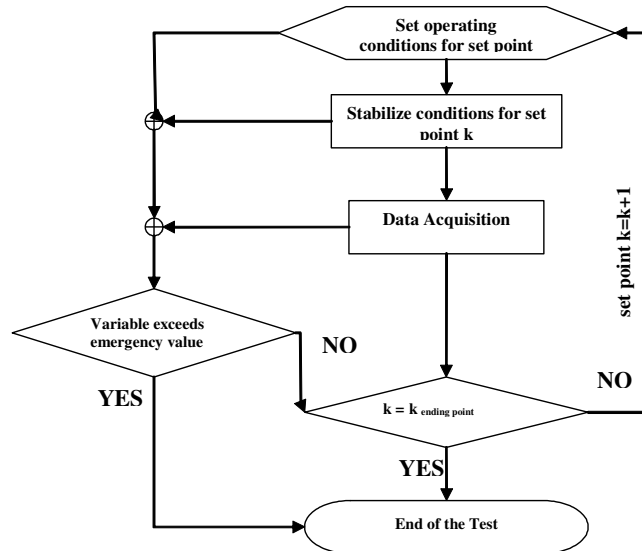 Set operating
conditions for set point
Stabilize conditions for set
point k
Data Acquisition
set point k=k+1
Variable exceeds
emergency value
NO
NO
YES
k = k ending point
YES
End of the Test